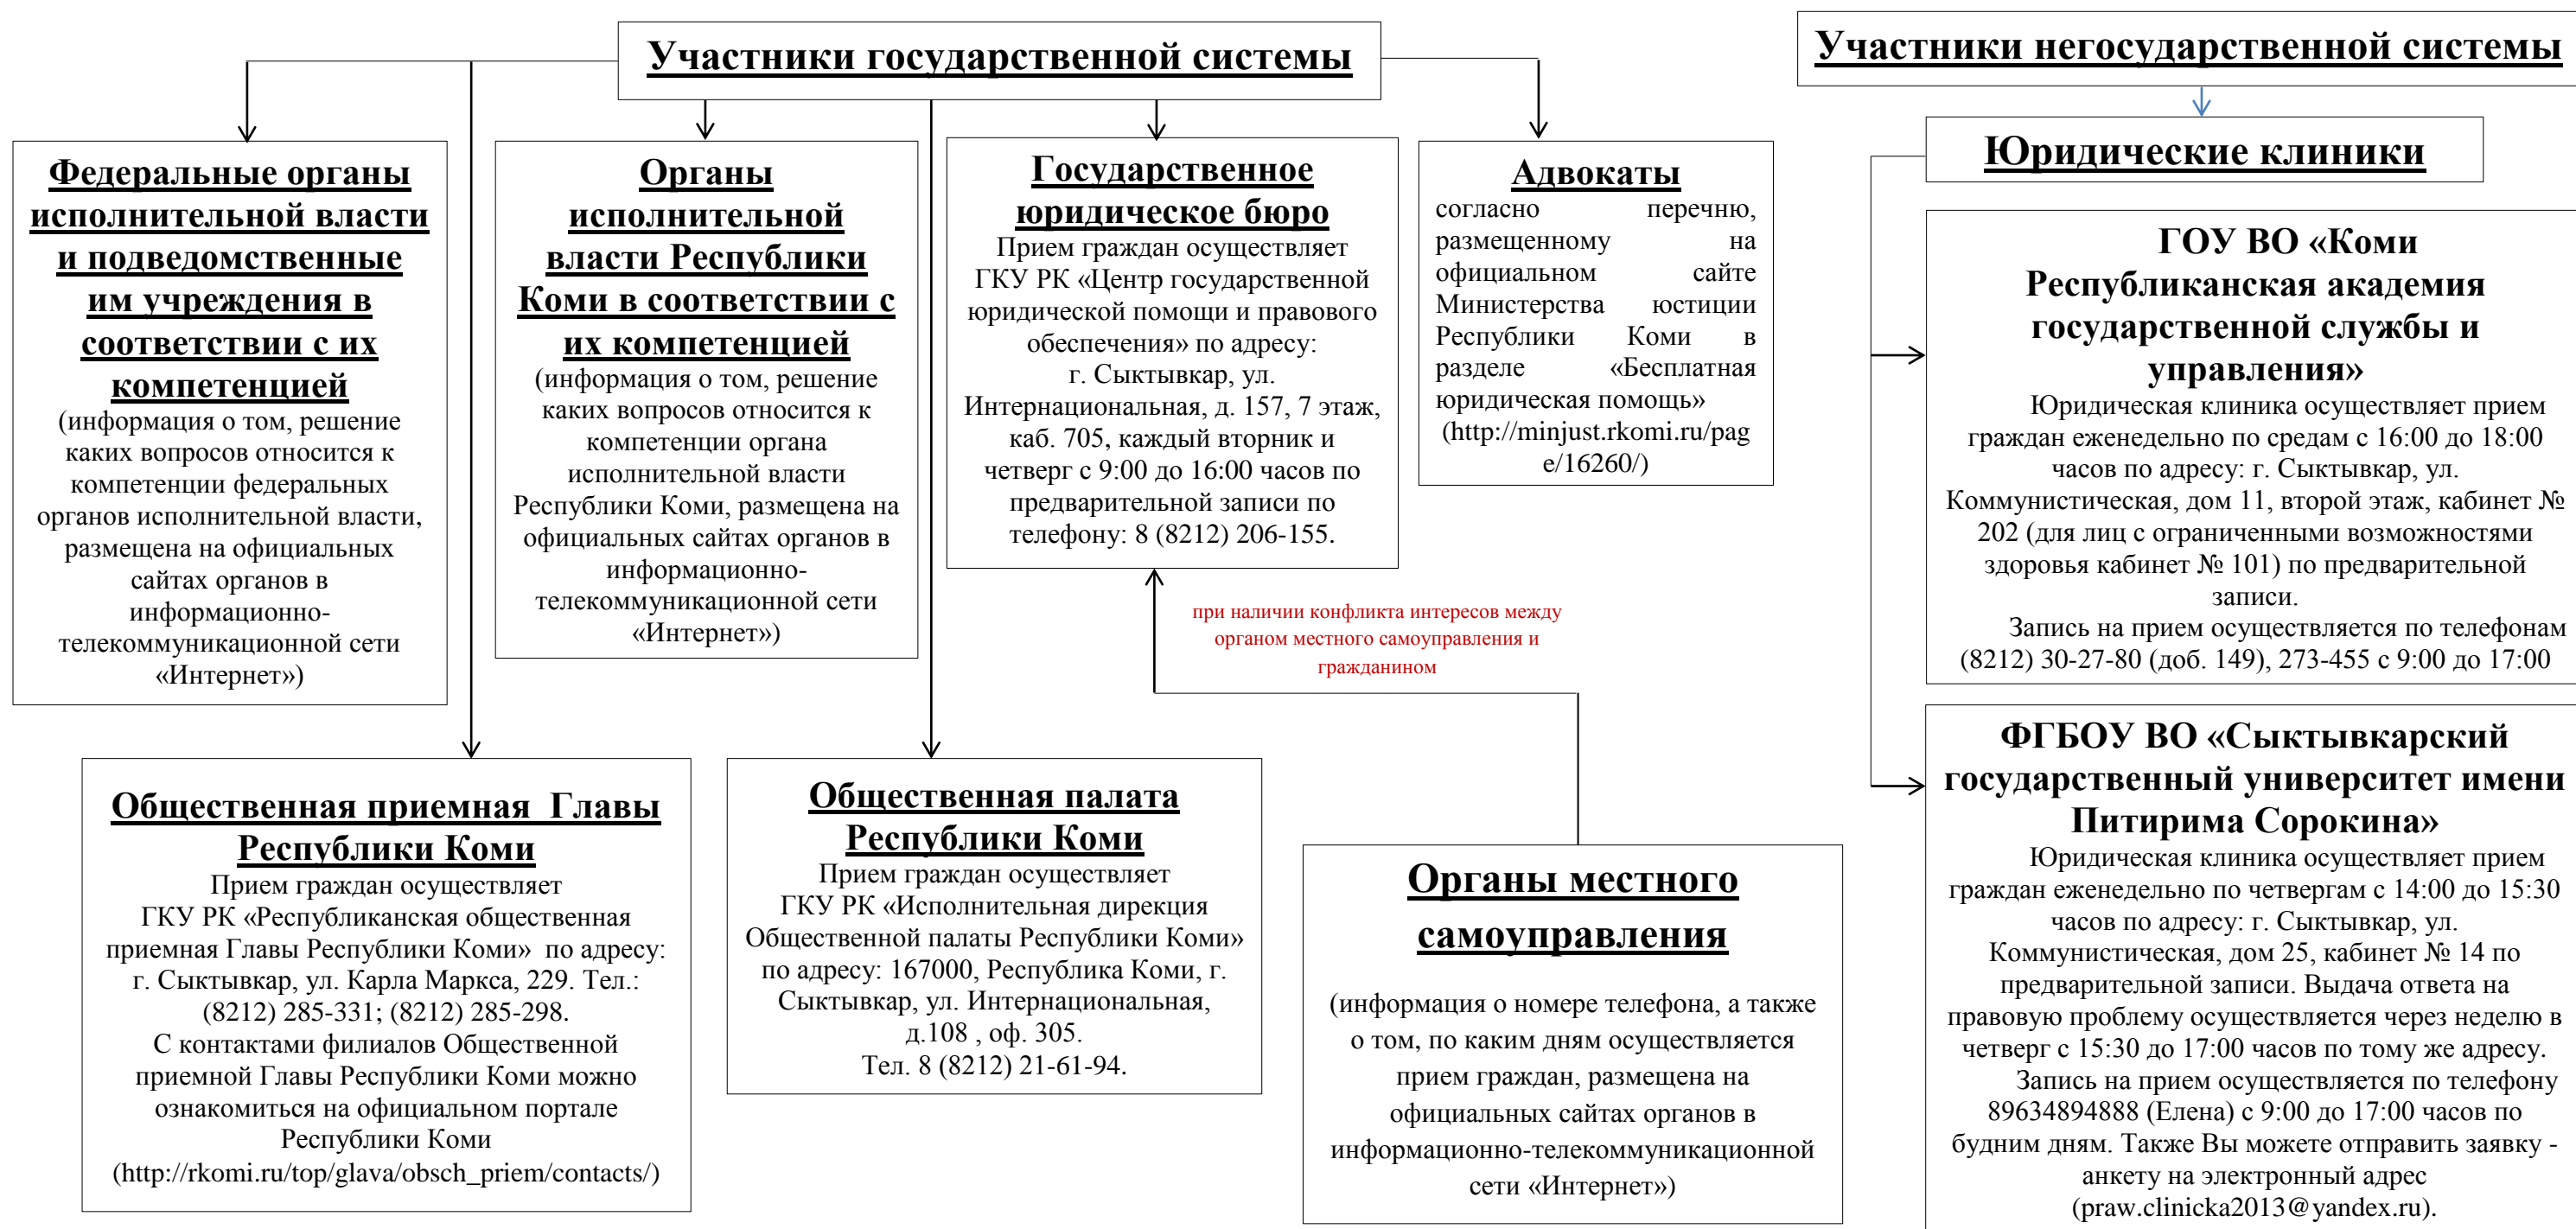 Участники государственной системы
Участники негосударственной системы
Федеральные органы
исполнительной власти
и подведомственные
им учреждения в
соответствии с их
компетенцией
(информация о том, решение
каких вопросов относится к
компетенции федеральных
органов исполнительной власти,
размещена на официальных
сайтах органов в
информационно-
телекоммуникационной сети
«Интернет»)
Органы
исполнительной
власти Республики
Коми в соответствии с
их компетенцией
(информация о том, решение
каких вопросов относится к
компетенции органа
исполнительной власти
Республики Коми, размещена на
официальных сайтах органов в
информационно-
телекоммуникационной сети
«Интернет»)
Государственное
юридическое бюро
Прием граждан осуществляет
ГКУ РК «Центр государственной
юридической помощи и правового
обеспечения» по адресу:
г. Сыктывкар, ул.
Интернациональная, д. 157, 7 этаж,
каб. 705, каждый вторник и
четверг с 9:00 до 16:00 часов по
предварительной записи по
телефону: 8 (8212) 206-155.
Адвокаты
согласно перечню,
размещенному на
официальном сайте
Министерства юстиции
Республики Коми в
разделе «Бесплатная
юридическая помощь»
(http://minjust.rkomi.ru/pag
e/16260/)
Юридические клиники
ГОУ ВО «Коми
Республиканская академия
государственной службы и
управления»
Юридическая клиника осуществляет прием
граждан еженедельно по средам с 16:00 до 18:00
часов по адресу: г. Сыктывкар, ул.
Коммунистическая, дом 11, второй этаж, кабинет №
202 (для лиц с ограниченными возможностями
здоровья кабинет № 101) по предварительной
записи.
Запись на прием осуществляется по телефонам
(8212) 30-27-80 (доб. 149), 273-455 с 9:00 до 17:00
при наличии конфликта интересов между
органом местного самоуправления и
гражданином
Общественная приемная Главы
Республики Коми
Прием граждан осуществляет
ГКУ РК «Республиканская общественная
приемная Главы Республики Коми» по адресу:
г. Сыктывкар, ул. Карла Маркса, 229. Тел.:
(8212) 285-331; (8212) 285-298.
С контактами филиалов Общественной
приемной Главы Республики Коми можно
ознакомиться на официальном портале
Республики Коми
(http://rkomi.ru/top/glava/obsch_priem/contacts/)
Общественная палата
Республики Коми
Прием граждан осуществляет
ГКУ РК «Исполнительная дирекция
Общественной палаты Республики Коми»
по адресу: 167000, Республика Коми, г.
Сыктывкар, ул. Интернациональная,
д.108 , оф. 305.
Тел. 8 (8212) 21-61-94.
Органы местного
самоуправления
(информация о номере телефона, а также
о том, по каким дням осуществляется
прием граждан, размещена на
официальных сайтах органов в
информационно-телекоммуникационной
сети «Интернет»)
ФГБОУ ВО «Сыктывкарский
государственный университет имени
Питирима Сорокина»
Юридическая клиника осуществляет прием
граждан еженедельно по четвергам с 14:00 до 15:30
часов по адресу: г. Сыктывкар, ул.
Коммунистическая, дом 25, кабинет № 14 по
предварительной записи. Выдача ответа на
правовую проблему осуществляется через неделю в
четверг с 15:30 до 17:00 часов по тому же адресу.
Запись на прием осуществляется по телефону
89634894888 (Елена) с 9:00 до 17:00 часов по
будним дням. Также Вы можете отправить заявку -
анкету на электронный адрес
(praw.clinicka2013@yandex.ru).